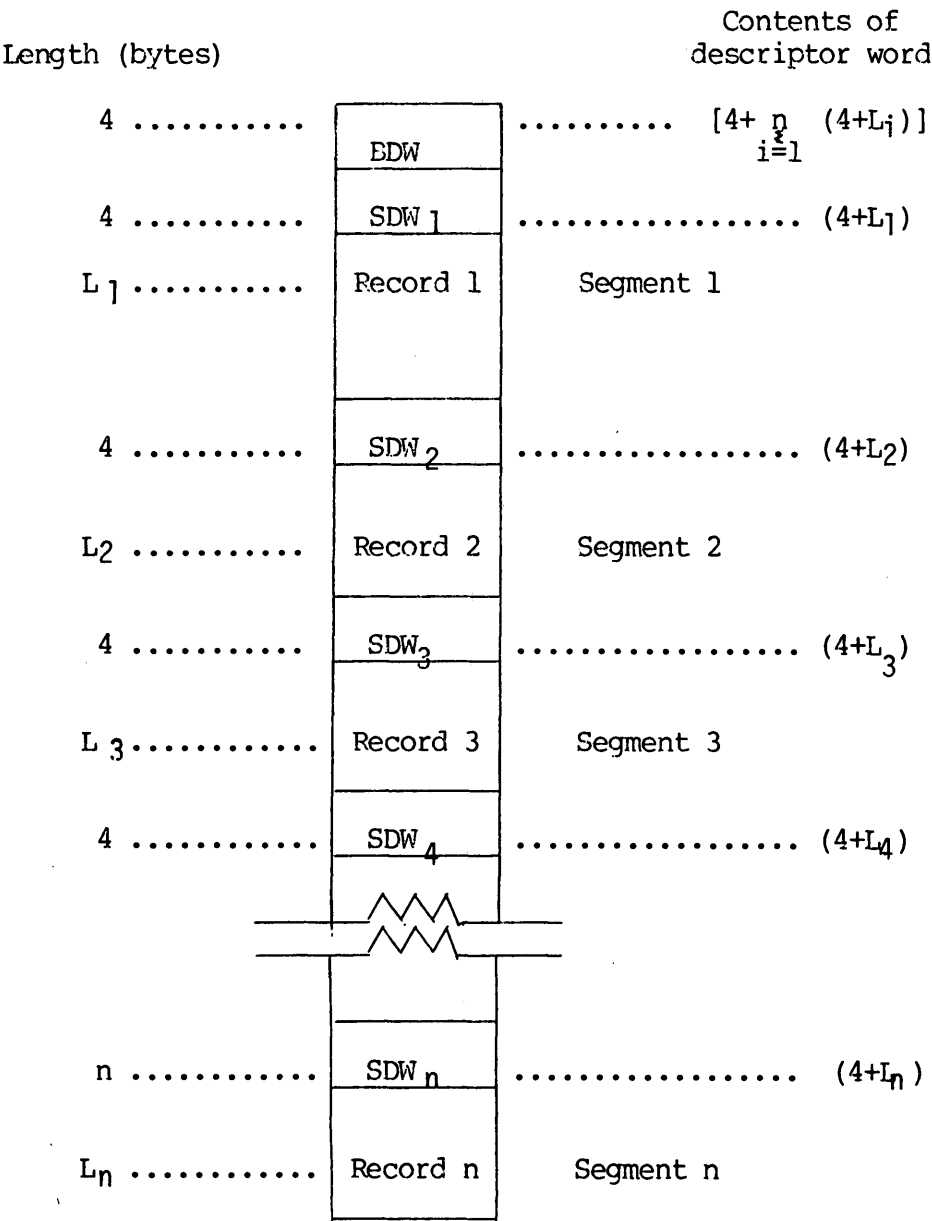 Contents of
Length (bytes) descriptor word
4 ........... BDW .......... [4+ n Σ i=1 (4+Li)]
4 ........... SDW1 .................. (4+L1)
L1 ........... Record 1 Segment 1
4 ........... SDW2 .................. (4+L2)
L2 ........... Record 2 Segment 2
4 ........... SDW3 .................. (4+L3)
L3 ............ Record 3 Segment 3
4 ............ SDW4 .................. (4+L4)
n ............ SDWn .................. (4+Ln)
Ln ............ Record n Segment n